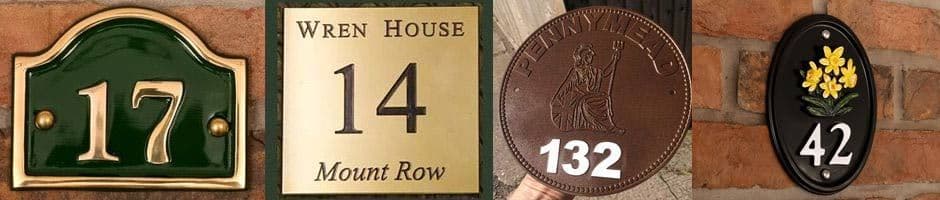 17
WREN HOUSE
14
Mount Row
PENNYMEAD
132
42